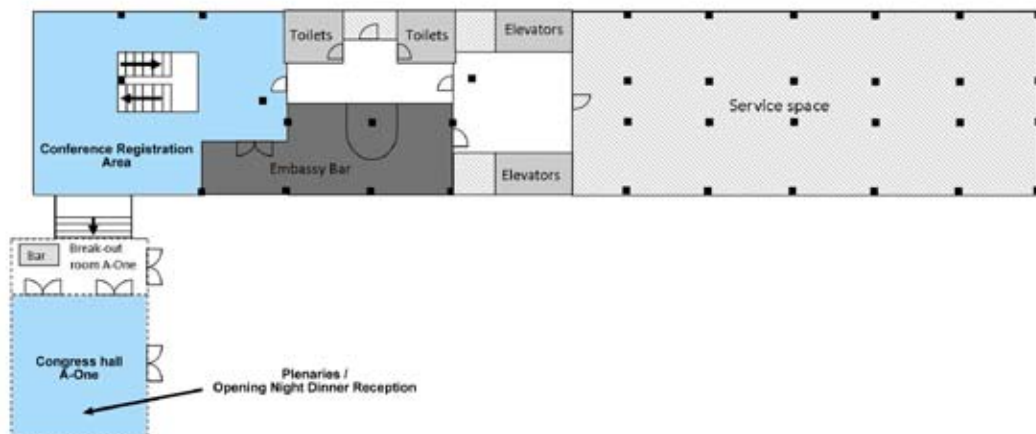 Toilets
Toilets
Elevators
Service space
Conference Registration
Area
Embassy Bar
Elevators
Bar
Break-out
room A-One
Congress hall
A-One
Plenaries /
Opening Night Dinner Reception